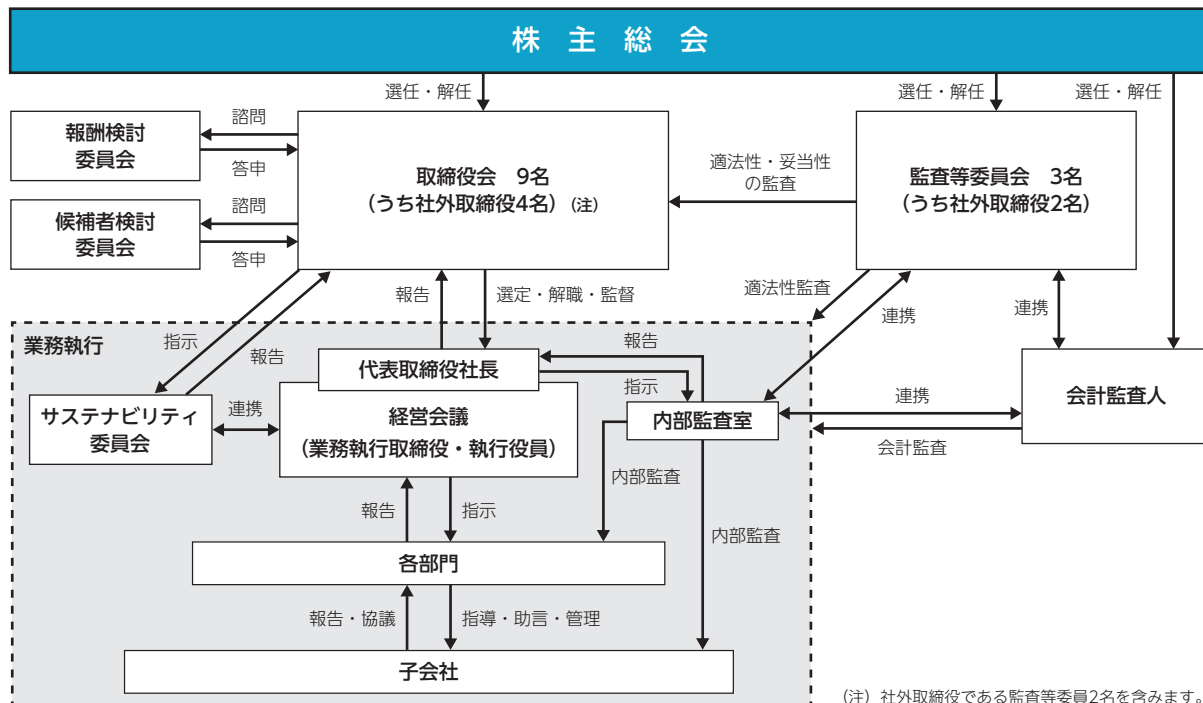 株主総会
選任・解任
選任・解任
選任・解任
報酬検討
委員会
諮問
答申
候補者検討
委員会
諮問
答申
取締役会 9名
（うち社外取締役4名）（注）
適法性・妥当性
の監査
監査等委員会 3名
（うち社外取締役2名）
報告
選定・解職・監督
適法性監査
連携
連携
業務執行
指示
報告
代表取締役社長
報告
指示
サステナビリティ
委員会
連携
経営会議
（業務執行取締役・執行役員）
内部監査室
連携
会計監査
会計監査人
報告
指示
内部監査
内部監査
各部門
報告・協議
指導・助言・管理
子会社
（注）社外取締役である監査等委員2名を含みます。